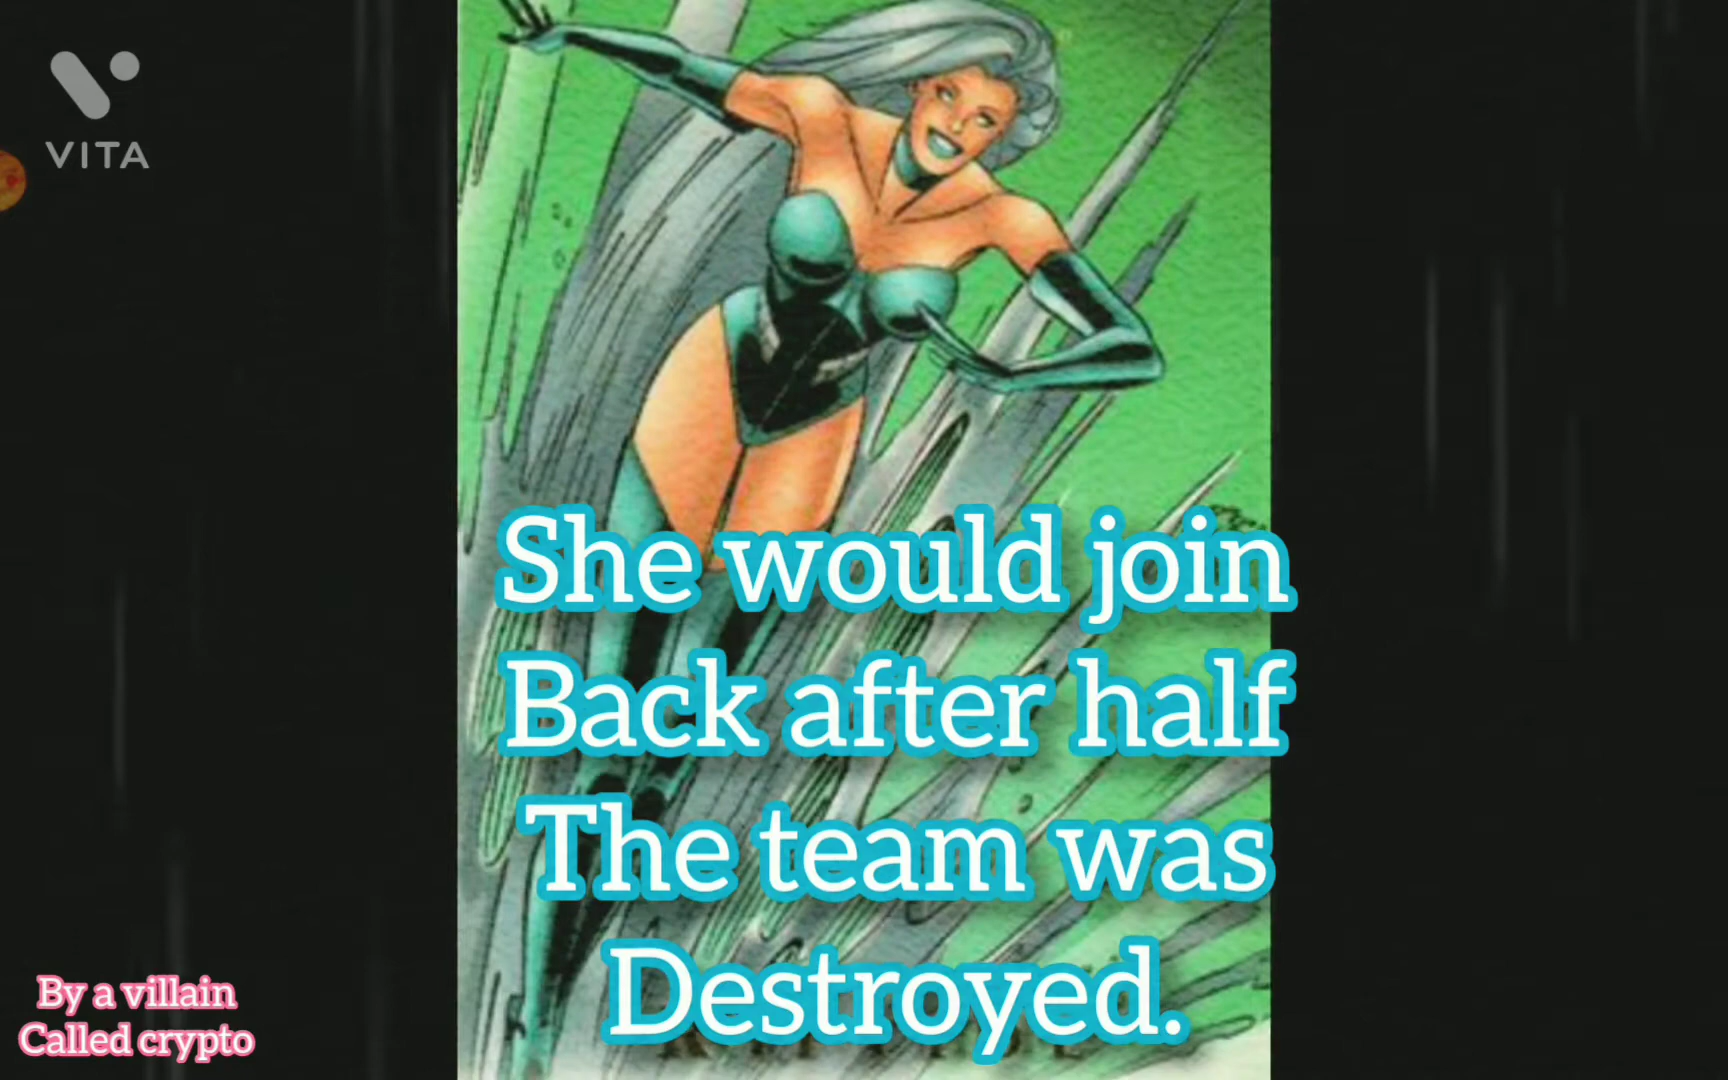 VITA
She would join
Back after half
The team was
Destroyed.
By a villain
Called crypto